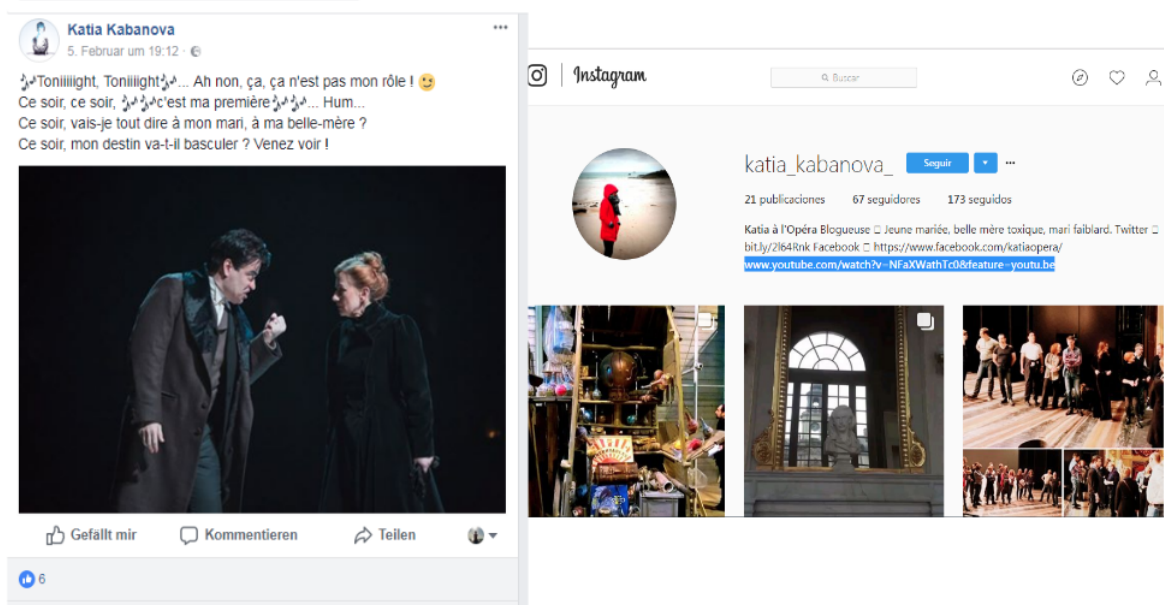 Katia Kabanova
5. Februar um 19:12 ·
🎶Toniiiiight, Toniiiiight🎶... Ah non, ça, ça n'est pas mon rôle ! 😉
Ce soir, ce soir, 🎶🎶c'est ma première🎶🎶... Hum...
Ce soir, vais-je tout dire à mon mari, à ma belle-mère ?
Ce soir, mon destin va-t-il basculer ? Venez voir !
Gefällt mir Kommentieren Teilen
6
Instagram
Buscar
katia_kabanova_ Seguir
21 publicaciones 67 seguidores 173 seguidos
Katia à l'Opéra Blogueuse □ Jeune mariée, belle mère toxique, mari faiblard. Twitter □
bit.ly/2l64Rnk Facebook □ https://www.facebook.com/katiaopera/
www.youtube.com/watch?v=NFaXWathTc0&feature=youtu.be